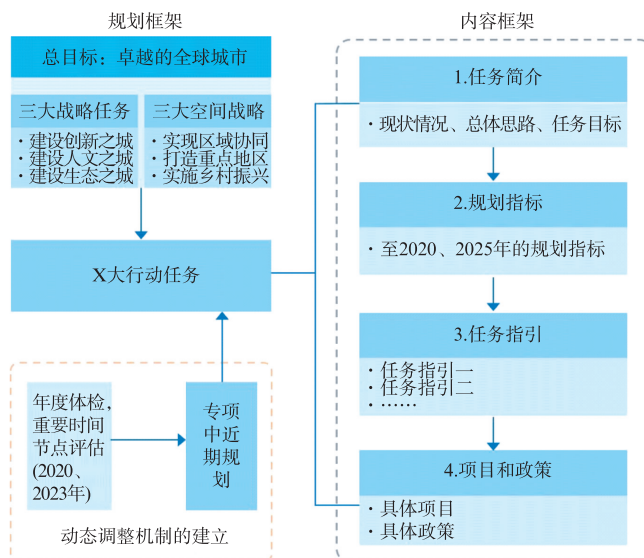 规划框架
总目标：卓越的全球城市
三大战略任务
·建设创新之城
·建设人文之城
·建设生态之城
三大空间战略
·实现区域协同
·打造重点地区
·实施乡村振兴
X大行动任务
年度体检，
重要时间
节点评估
(2020、
2023年)
专项
中近
期规
划
动态调整机制的建立
内容框架
1.任务简介
·现状情况、总体思路、任务目标
2.规划指标
·至2020、2025年的规划指标
3.任务指引
·任务指引一
·任务指引二
·……
4.项目和政策
·具体项目
·具体政策